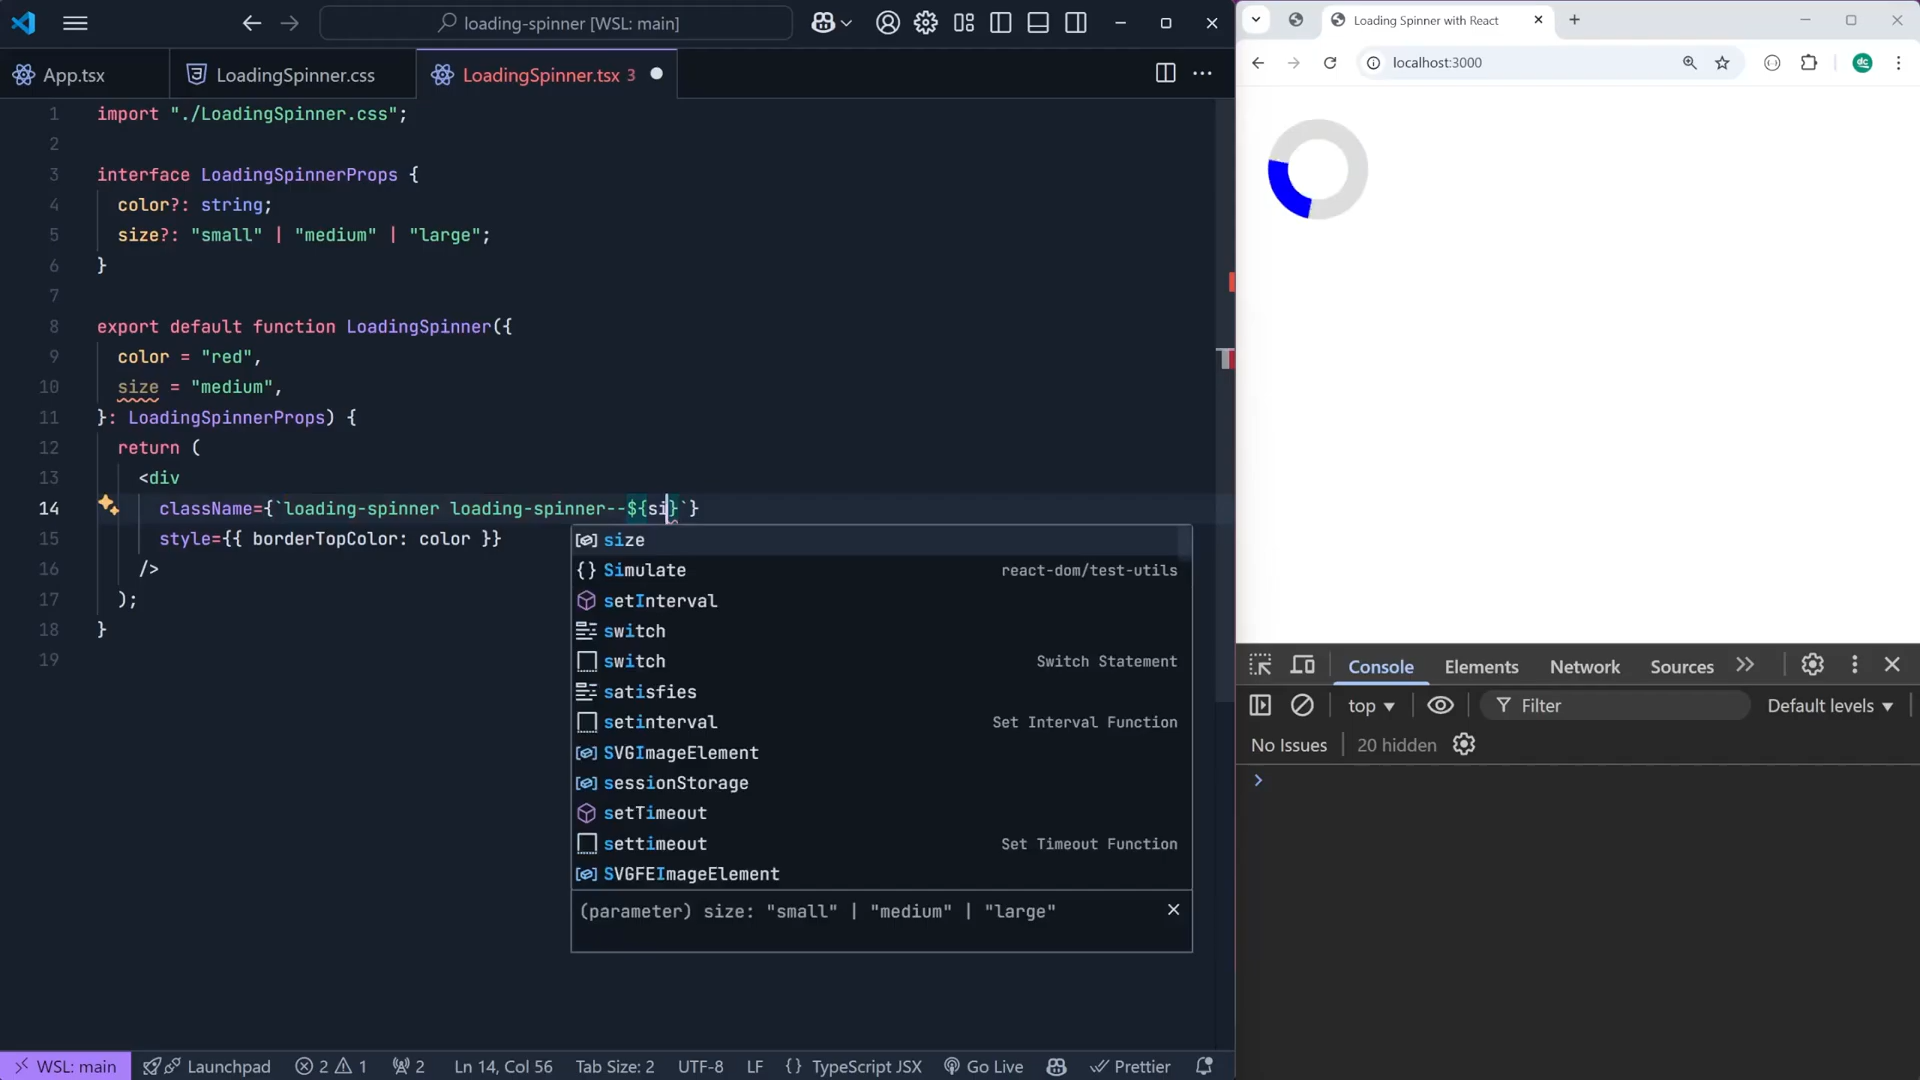 loading-spinner [WSL: main]
App.tsx
LoadingSpinner.css
LoadingSpinner.tsx 3
1 import "./LoadingSpinner.css";
2
3 interface LoadingSpinnerProps {
4 color?: string;
5 size?: "small" | "medium" | "large";
6 }
7
8 export default function LoadingSpinner({
9 color = "red",
10 size = "medium",
11 }: LoadingSpinnerProps) {
12 return (
13 <div
14 className={`loading-spinner loading-spinner--${si}`}
15 style={{ borderTopColor: color }}
16 />
17 );
18 }
19
size
Simulate react-dom/test-utils
setInterval
switch
switch Switch Statement
satisfies
setinterval Set Interval Function
SVGImageElement
sessionStorage
setTimeout
settimeout Set Timeout Function
SVGFEImageElement
(parameter) size: "small" | "medium" | "large"
WSL: main Launchpad 2 1 2 Ln 14, Col 56 Tab Size: 2 UTF-8 LF {} TypeScript JSX Go Live Prettier
Loading Spinner with React
localhost:3000
dc
Console Elements Network Sources
top Filter Default levels
No Issues 20 hidden